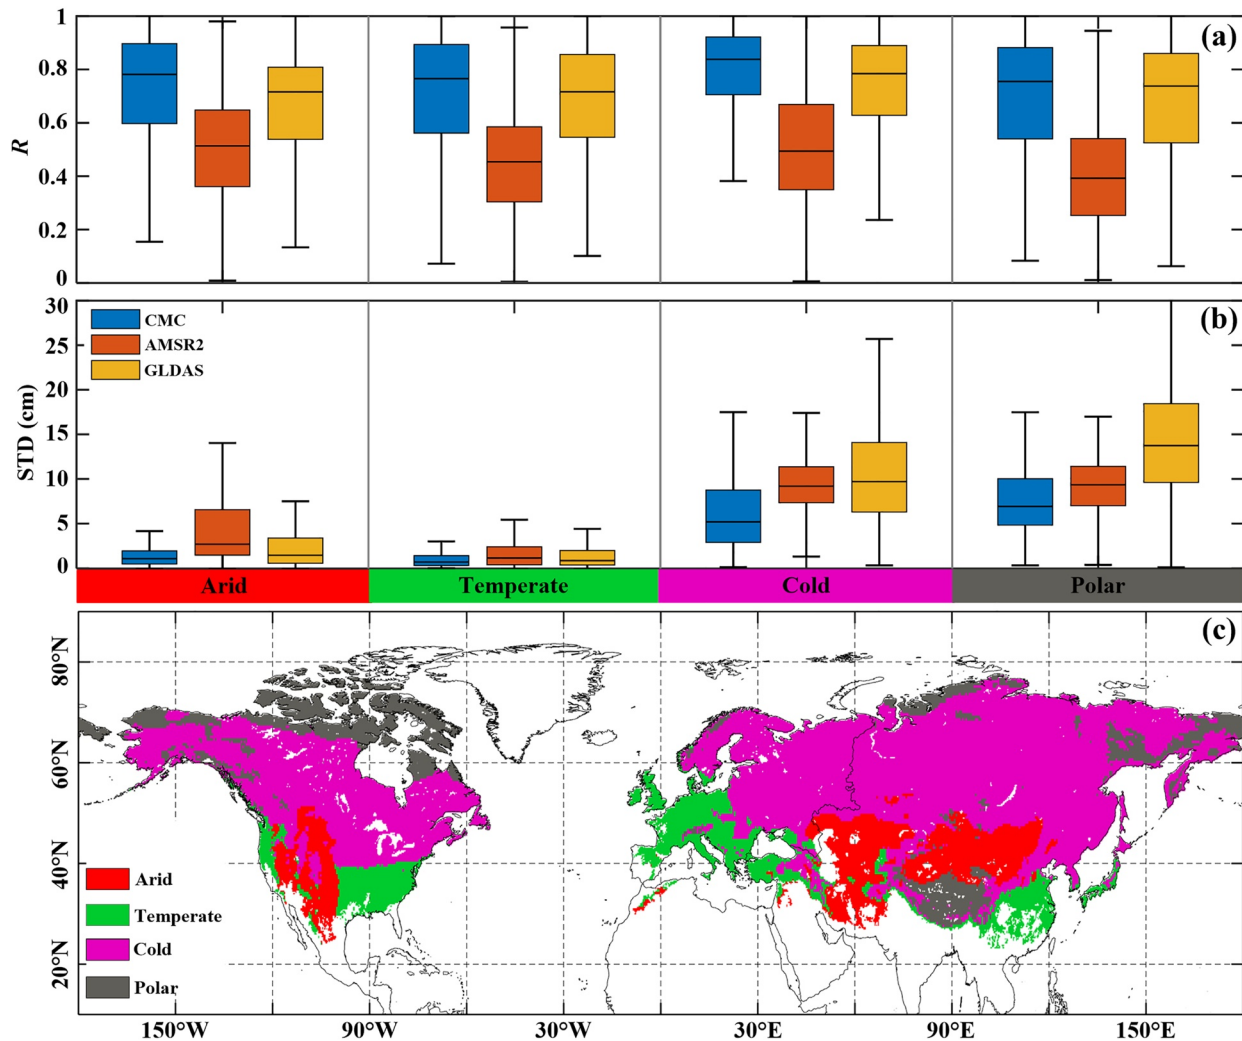 (a)
R
1
0.8
0.6
0.4
0.2
0
(b)
STD (cm)
30
25
20
15
10
5
0
CMC
AMSR2
GLDAS
Arid Temperate Cold Polar
(c)
80°N
60°N
40°N
20°N
Arid
Temperate
Cold
Polar
150°W 90°W 30°W 30°E 90°E 150°E